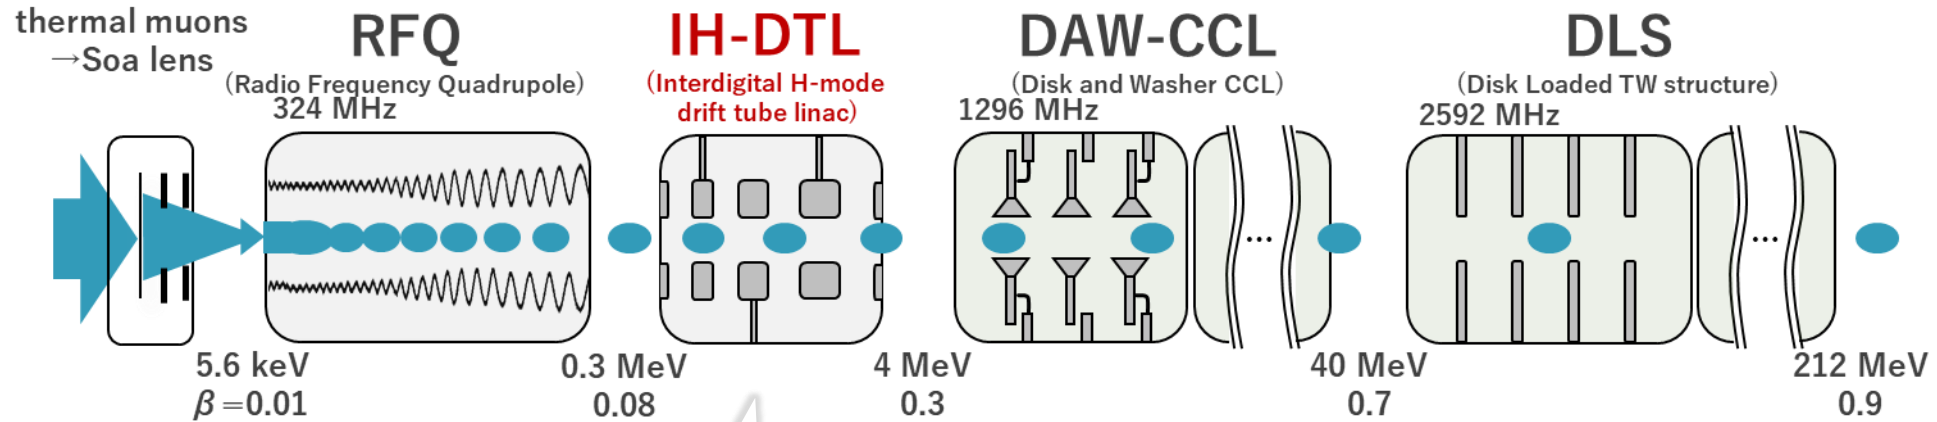 thermal muons
→Soa lens
RFQ
(Radio Frequency Quadrupole)
324 MHz
IH-DTL
(Interdigital H-mode
drift tube linac)
DAW-CCL
(Disk and Washer CCL)
1296 MHz
DLS
(Disk Loaded TW structure)
2592 MHz
...
...
5.6 keV
β=0.01
0.3 MeV
0.08
4 MeV
0.3
40 MeV
0.7
212 MeV
0.9